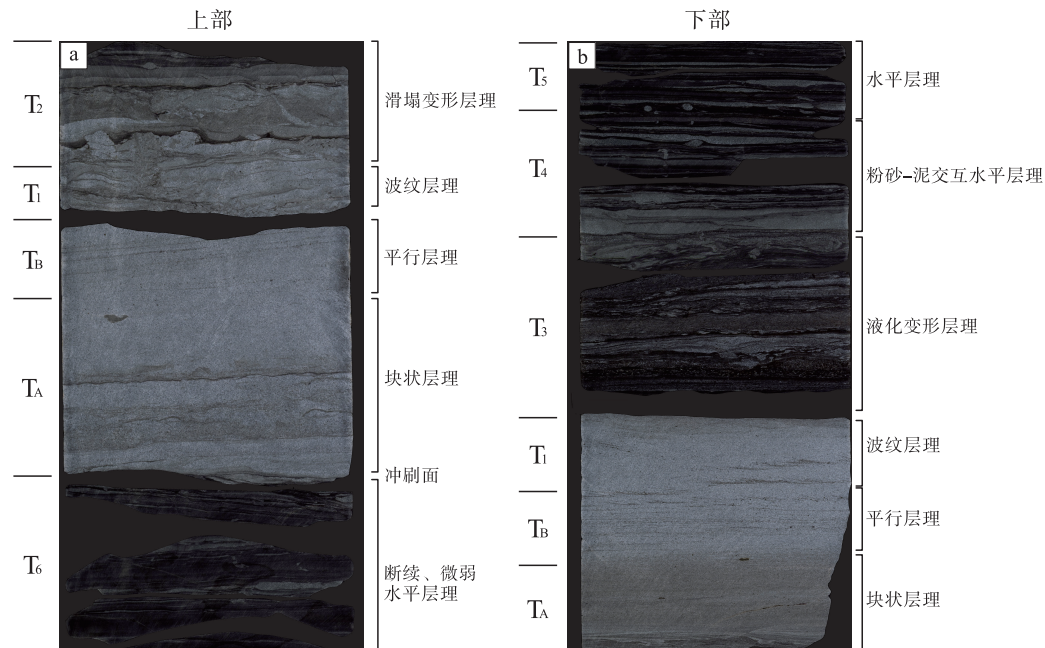 上部
a
T2
T1
TB
TA
T6
滑塌变形层理
波纹层理
平行层理
块状层理
冲刷面
断续、微弱
水平层理
下部
b
T5
T4
T3
T1
TB
TA
水平层理
粉砂-泥交互水平层理
液化变形层理
波纹层理
平行层理
块状层理